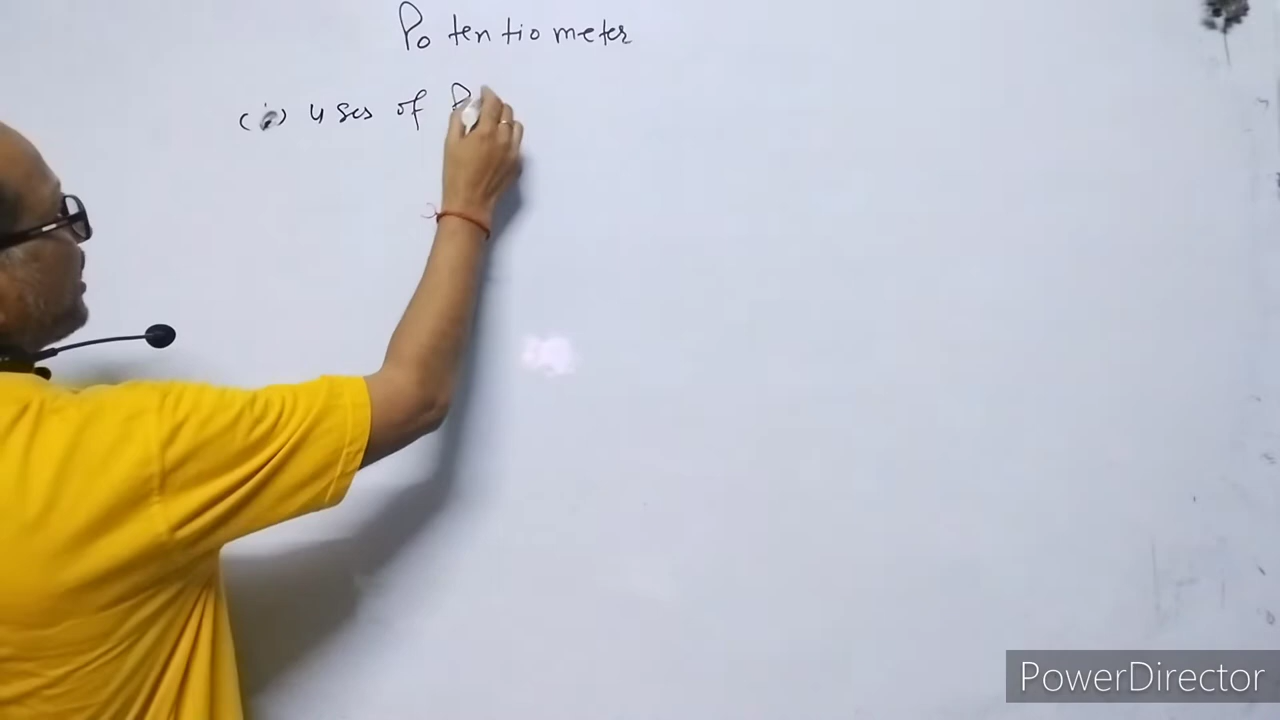 Potentiometer
(i) uses of P
PowerDirector